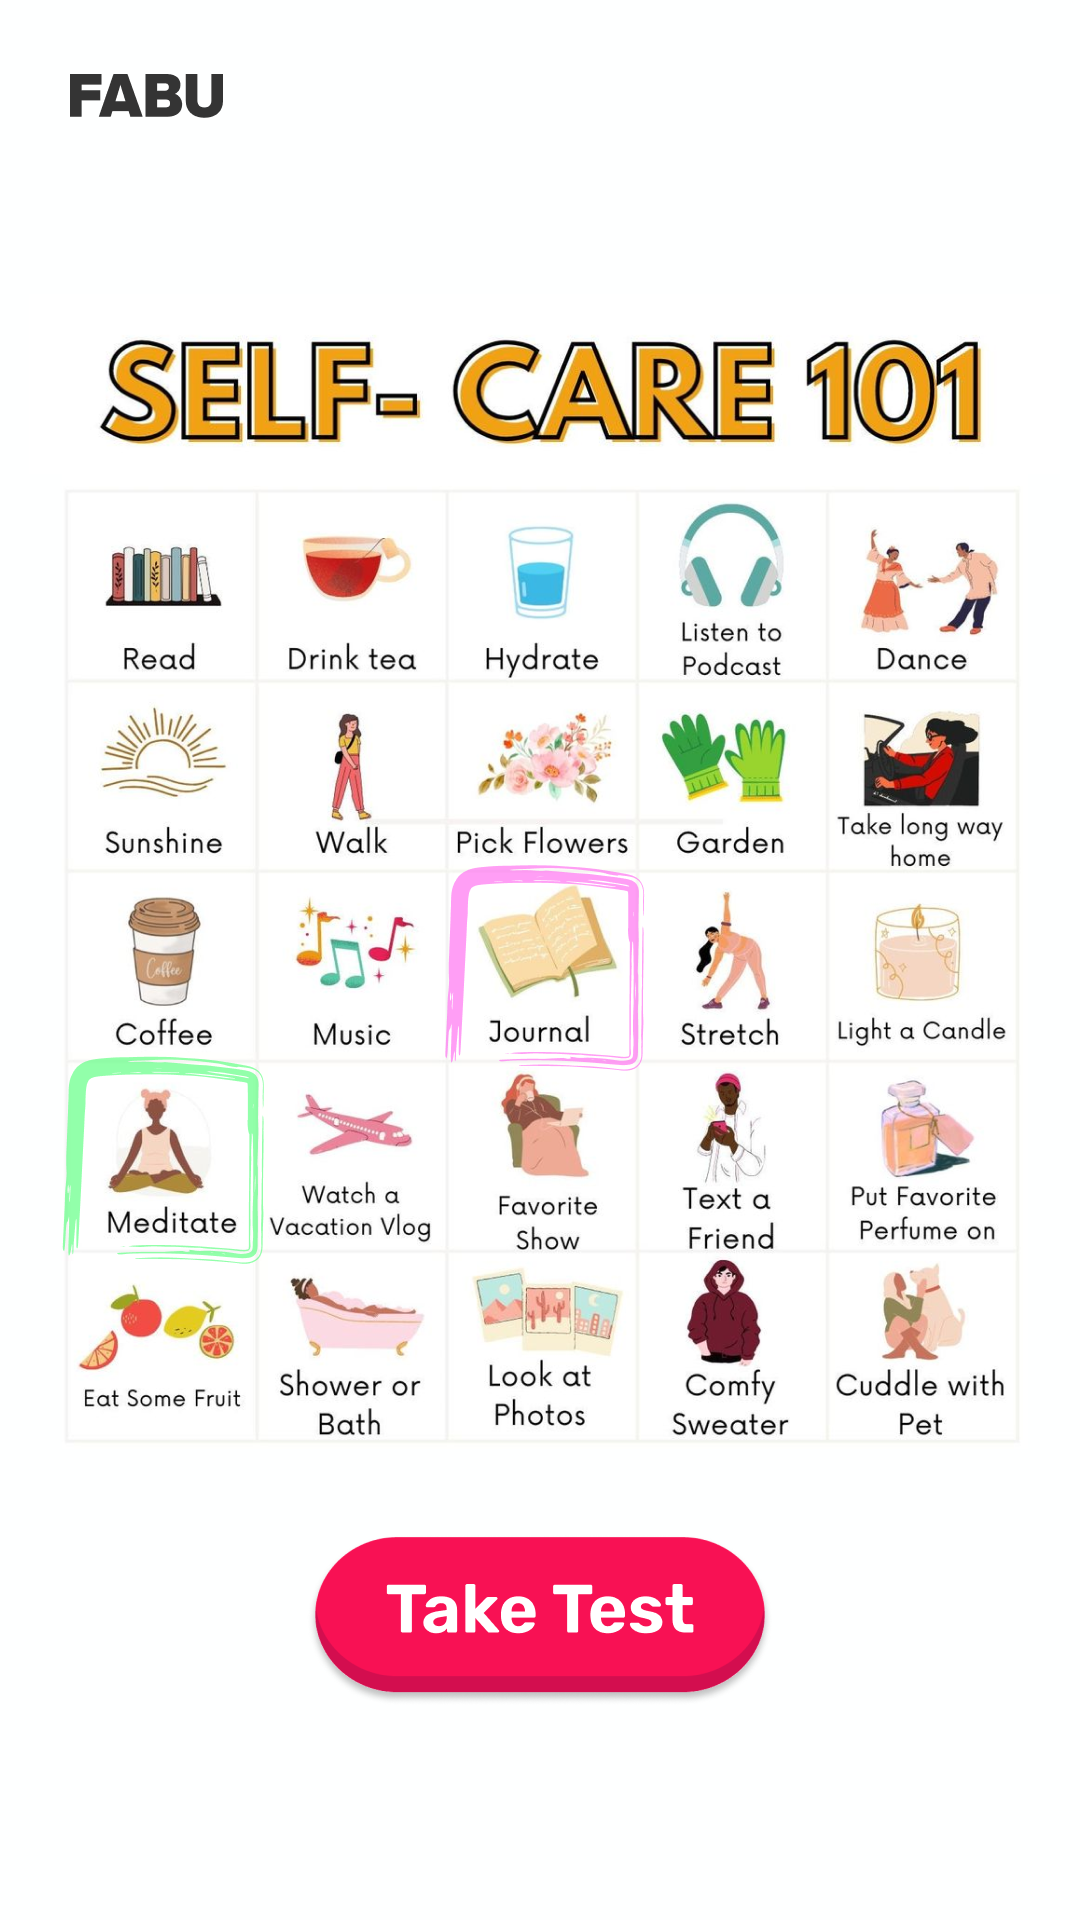 FABU
SELF- CARE 101
Read
Drink tea
Hydrate
Listen to
Podcast
Dance
Sunshine
Walk
Pick Flowers
Garden
Take long way
home
Coffee
Coffee
Music
Journal
Stretch
Light a Candle
Meditate
Watch a
Vacation Vlog
Favorite
Show
Text a
Friend
Put Favorite
Perfume on
Eat Some Fruit
Shower or
Bath
Look at
Photos
Comfy
Sweater
Cuddle with
Pet
Take Test